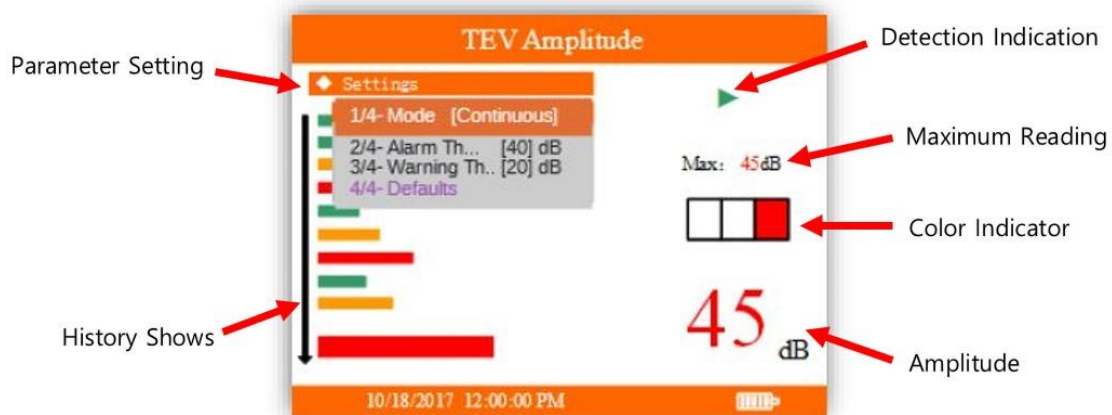 TEV Amplitude
Detection Indication
Parameter Setting
Settings
1/4- Mode [Continuous]
2/4- Alarm Th... [40] dB
3/4- Warning Th.. [20] dB
4/4- Defaults
Maximum Reading
Max: 45dB
Color Indicator
History Shows
45 dB
Amplitude
10/18/2017 12:00:00 PM